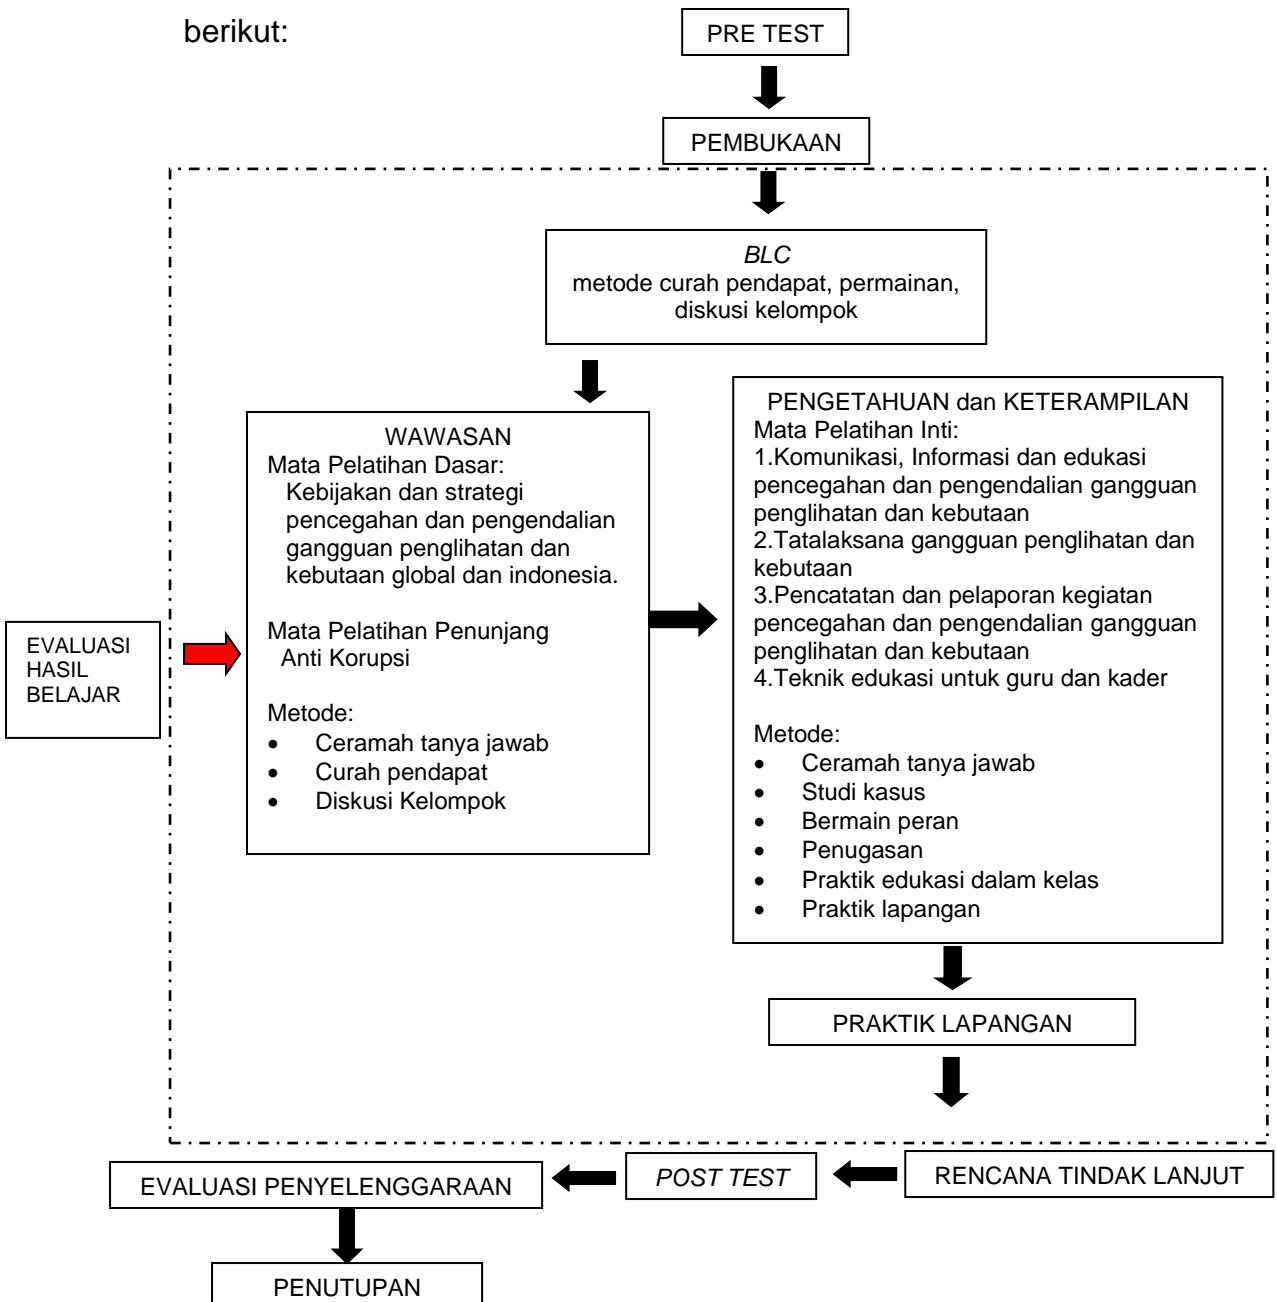 berikut:
PRE TEST
PEMBUKAAN
BLC
metode curah pendapat, permainan,
diskusi kelompok
WAWASAN
Mata Pelatihan Dasar:
Kebijakan dan strategi
pencegahan dan pengendalian
gangguan penglihatan dan
kebutaan global dan indonesia.
Mata Pelatihan Penunjang
Anti Korupsi
Metode:
• Ceramah tanya jawab
• Curah pendapat
• Diskusi Kelompok
PENGETAHUAN dan KETERAMPILAN
Mata Pelatihan Inti:
1.Komunikasi, Informasi dan edukasi
pencegahan dan pengendalian gangguan
penglihatan dan kebutaan
2.Tatalaksana gangguan penglihatan dan
kebutaan
3.Pencatatan dan pelaporan kegiatan
pencegahan dan pengendalian gangguan
penglihatan dan kebutaan
4.Teknik edukasi untuk guru dan kader
Metode:
• Ceramah tanya jawab
• Studi kasus
• Bermain peran
• Penugasan
• Praktik edukasi dalam kelas
• Praktik lapangan
EVALUASI
HASIL
BELAJAR
PRAKTIK LAPANGAN
RENCANA TINDAK LANJUT
POST TEST
EVALUASI PENYELENGGARAAN
PENUTUPAN